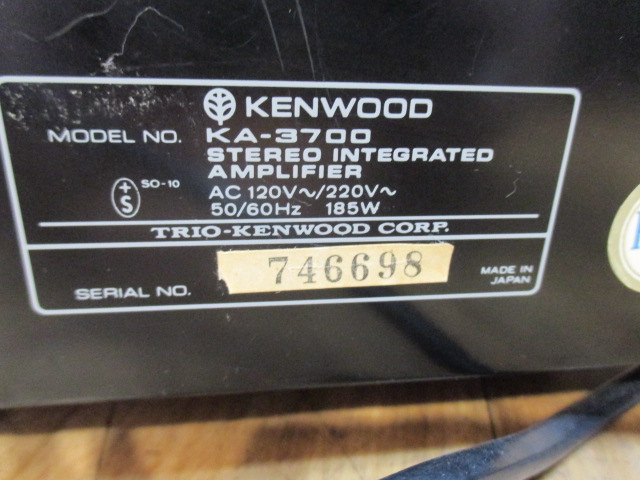 KENWOOD
MODEL NO. KA-3700
STEREO INTEGRATED
AMPLIFIER
+S SO-10
AC 120V~/220V~
50/60Hz 185W
TRIO-KENWOOD CORP.
SERIAL NO. 746698
MADE IN
JAPAN